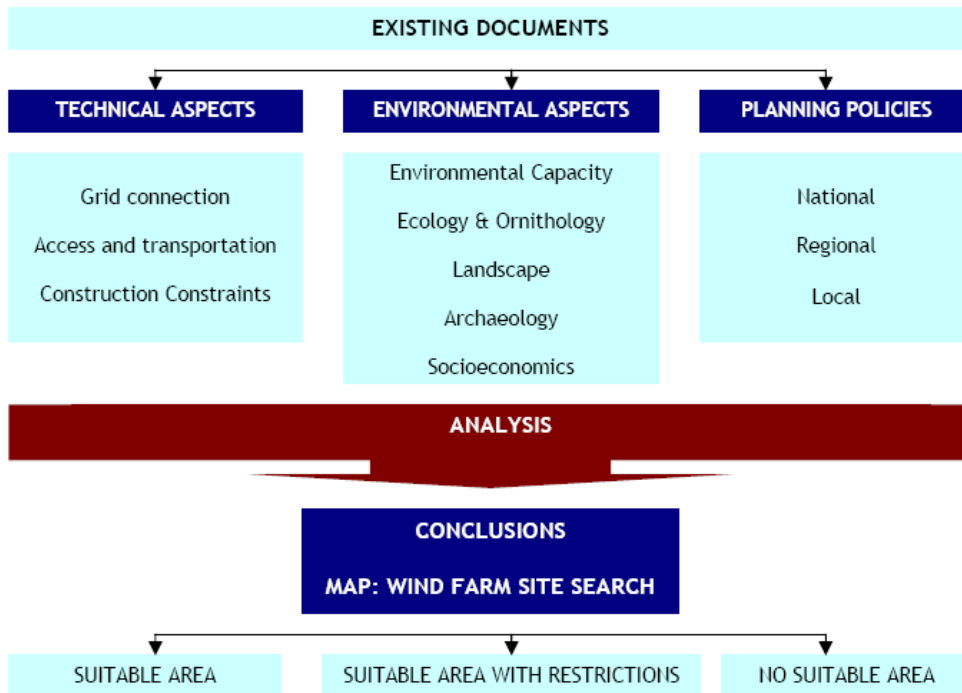 EXISTING DOCUMENTS
TECHNICAL ASPECTS
Grid connection
Access and transportation
Construction Constraints
ENVIRONMENTAL ASPECTS
Environmental Capacity
Ecology & Ornithology
Landscape
Archaeology
Socioeconomics
PLANNING POLICIES
National
Regional
Local
ANALYSIS
CONCLUSIONS
MAP: WIND FARM SITE SEARCH
SUITABLE AREA
SUITABLE AREA WITH RESTRICTIONS
NO SUITABLE AREA